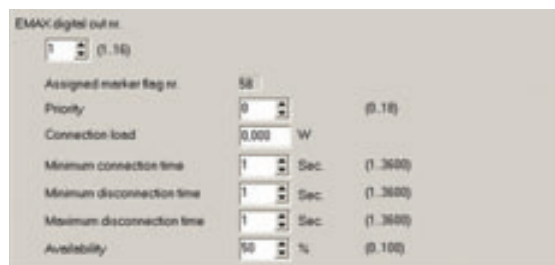 EMAX digital out nr.
1 (1..16)
Assigned marker flag nr. 58
Priority 0 (0..18)
Connection load 0,000 W
Minimum connection time 1 Sec. (1..3600)
Minimum disconnection time 1 Sec. (1..3600)
Maximum disconnection time 1 Sec. (1..3600)
Availability 50 % (0..100)